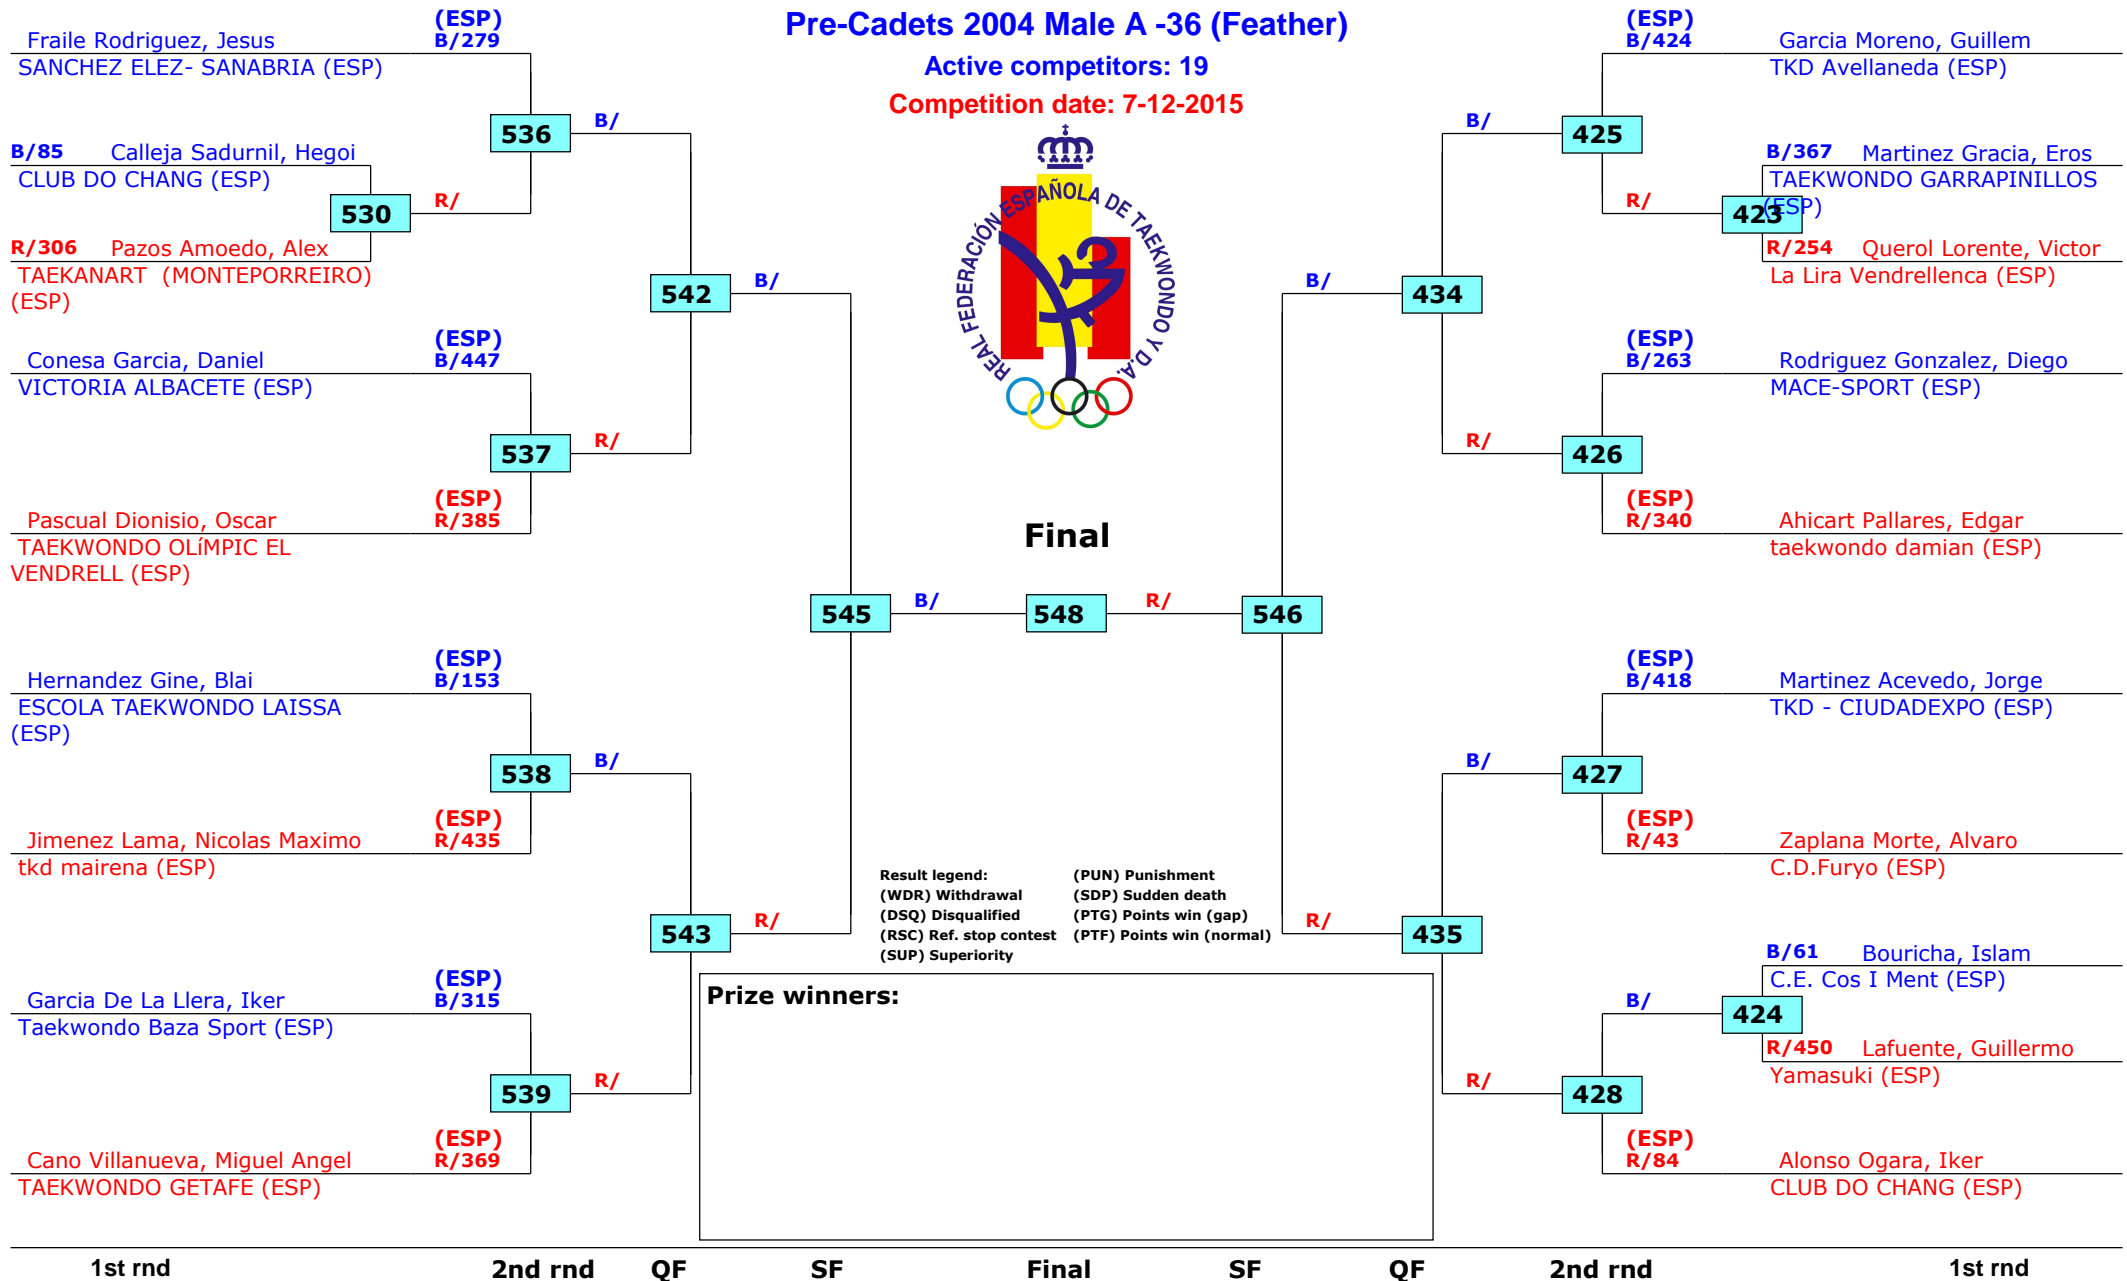 Pre-Cadets 2004 Male A -36 (Feather)
Active competitors: 19
Competition date: 7-12-2015
REAL FEDERACIÓN ESPAÑOLA DE TAEKWONDO Y D.A.
(ESP)
Fraile Rodriguez, Jesus B/279
SANCHEZ ELEZ- SANABRIA (ESP)
536
B/
B/85 Calleja Sadurnil, Hegoi
CLUB DO CHANG (ESP)
530
R/
R/306 Pazos Amoedo, Alex
TAEKANART (MONTEPORREIRO)
(ESP)
542
B/
(ESP)
Conesa Garcia, Daniel B/447
VICTORIA ALBACETE (ESP)
537
R/
(ESP)
Pascual Dionisio, Oscar R/385
TAEKWONDO OLíMPIC EL
VENDRELL (ESP)
545
B/
(ESP)
Hernandez Gine, Blai B/153
ESCOLA TAEKWONDO LAISSA
(ESP)
538
B/
(ESP)
Jimenez Lama, Nicolas Maximo R/435
tkd mairena (ESP)
543
R/
(ESP)
Garcia De La Llera, Iker B/315
Taekwondo Baza Sport (ESP)
539
R/
(ESP)
Cano Villanueva, Miguel Angel R/369
TAEKWONDO GETAFE (ESP)
Final
548
R/
546
(ESP)
B/424 Garcia Moreno, Guillem
TKD Avellaneda (ESP)
B/
425
B/367 Martinez Gracia, Eros
TAEKWONDO GARRAPINILLOS
(ESP)
R/
423
R/254 Querol Lorente, Victor
La Lira Vendrellenca (ESP)
B/
434
(ESP)
B/263 Rodriguez Gonzalez, Diego
MACE-SPORT (ESP)
R/
426
(ESP)
R/340 Ahicart Pallares, Edgar
taekwondo damian (ESP)
(ESP)
B/418 Martinez Acevedo, Jorge
TKD - CIUDADEXPO (ESP)
B/
427
(ESP)
R/43 Zaplana Morte, Alvaro
C.D.Furyo (ESP)
R/
435
B/61 Bouricha, Islam
C.E. Cos I Ment (ESP)
B/
424
R/450 Lafuente, Guillermo
Yamasuki (ESP)
R/
428
(ESP)
R/84 Alonso Ogara, Iker
CLUB DO CHANG (ESP)
Result legend: (PUN) Punishment
(WDR) Withdrawal (SDP) Sudden death
(DSQ) Disqualified (PTG) Points win (gap)
(RSC) Ref. stop contest (PTF) Points win (normal)
(SUP) Superiority
Prize winners:
1st rnd 2nd rnd QF SF Final SF QF 2nd rnd 1st rnd